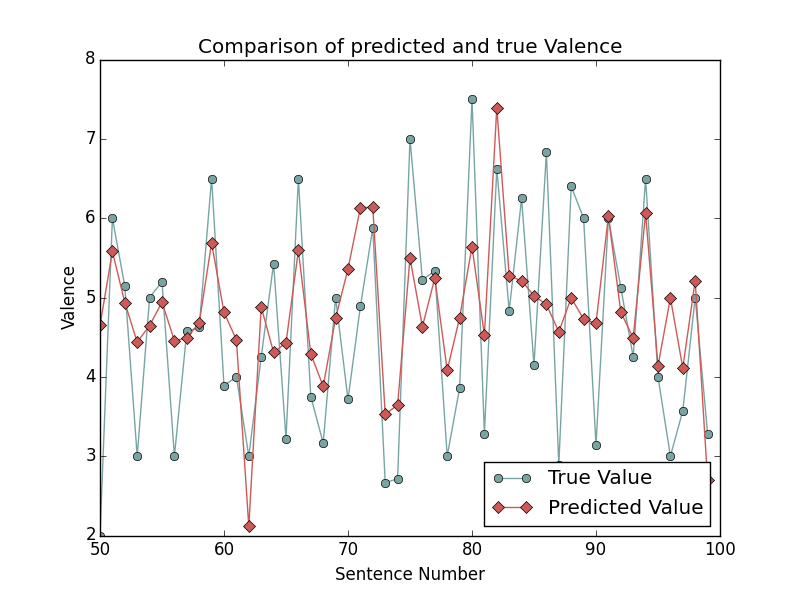 Comparison of predicted and true Valence
8
7
6
5
4
3
2
Valence
50
60
70
80
90
100
Sentence Number
True Value
Predicted Value